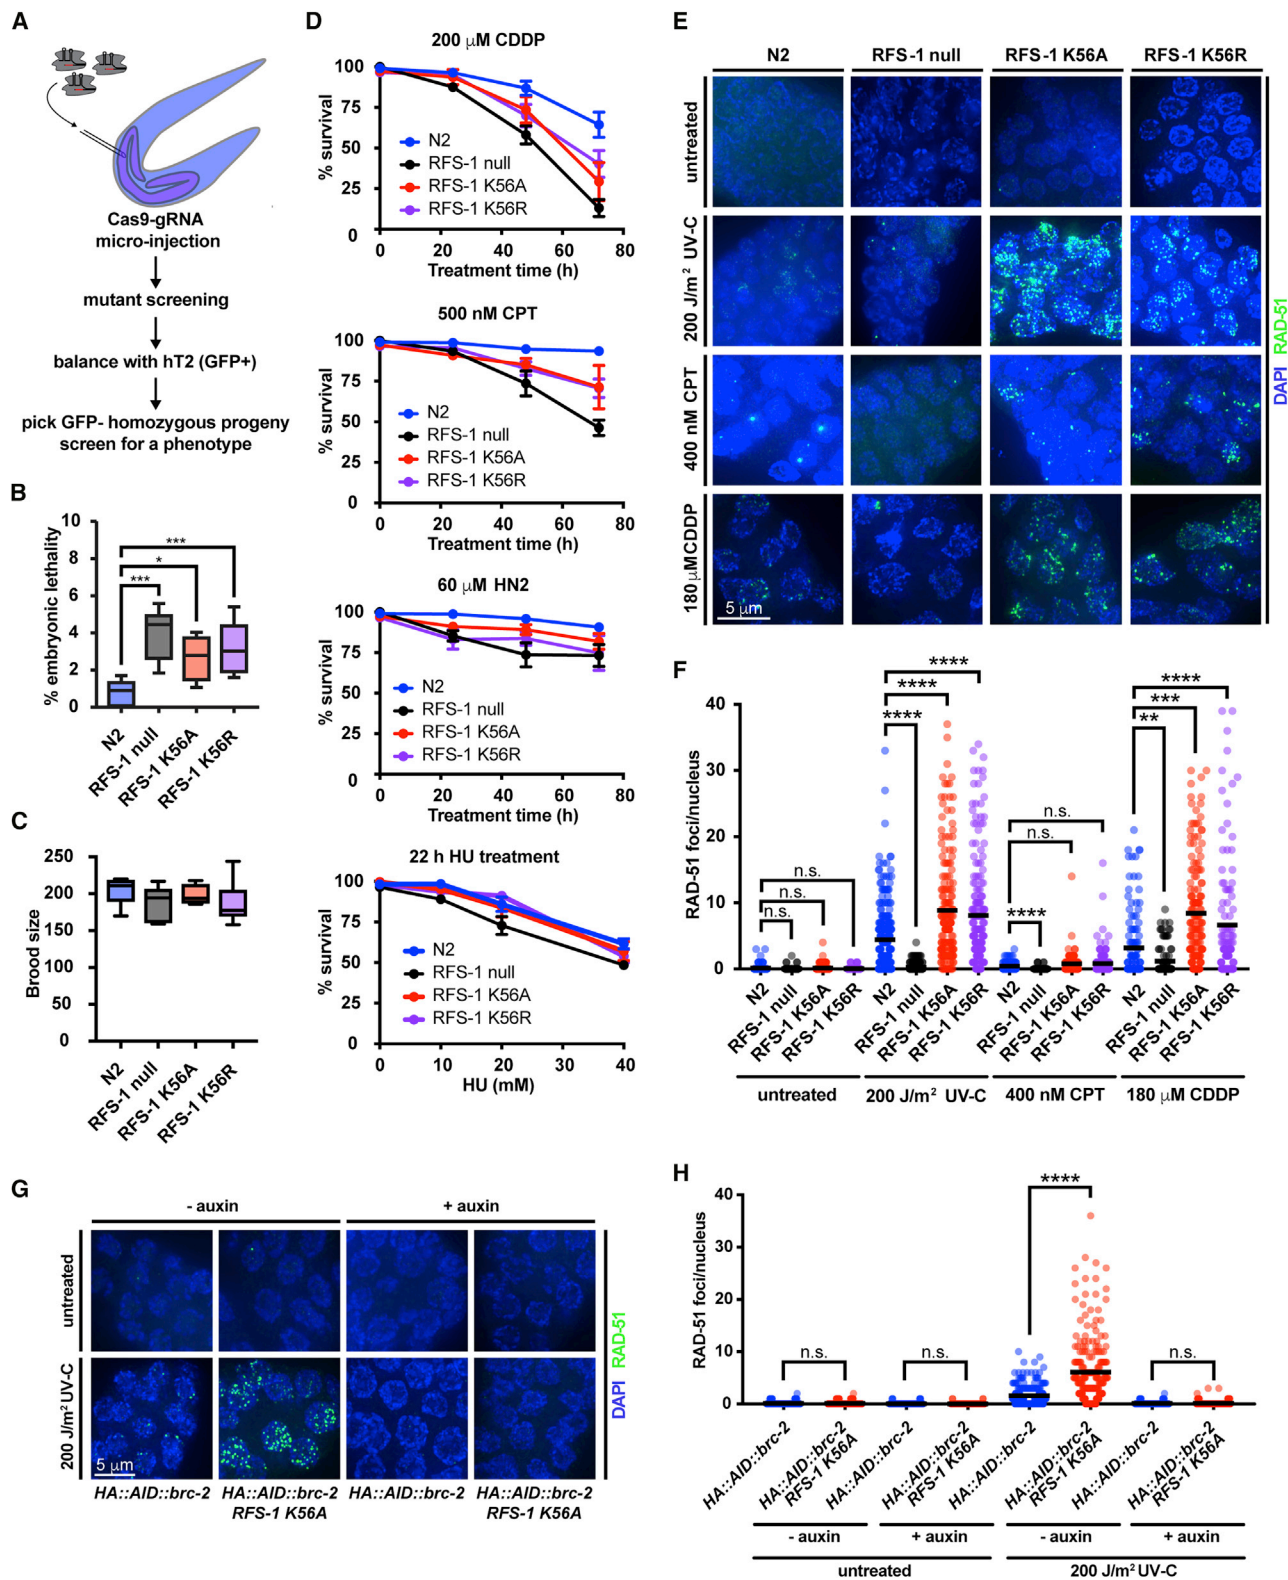 A
Cas9-gRNA
micro-injection
mutant screening
balance with hT2 (GFP+)
pick GFP- homozygous progeny
screen for a phenotype
B
% embryonic lethality
10
8
6
4
2
0
***
*
***
N2
RFS-1 null
RFS-1 K56A
RFS-1 K56R
C
Brood size
250
200
150
100
50
0
N2
RFS-1 null
RFS-1 K56A
RFS-1 K56R
D
200 μM CDDP
% survival
100
75
50
25
0
N2
RFS-1 null
RFS-1 K56A
RFS-1 K56R
0 20 40 60 80
Treatment time (h)
500 nM CPT
% survival
100
75
50
25
0
N2
RFS-1 null
RFS-1 K56A
RFS-1 K56R
0 20 40 60 80
Treatment time (h)
60 μM HN2
% survival
100
75
50
25
0
N2
RFS-1 null
RFS-1 K56A
RFS-1 K56R
0 20 40 60 80
Treatment time (h)
22 h HU treatment
% survival
100
75
50
25
0
N2
RFS-1 null
RFS-1 K56A
RFS-1 K56R
0 10 20 30 40
HU (mM)
E
N2 RFS-1 null RFS-1 K56A RFS-1 K56R
untreated
200 J/m² UV-C
400 nM CPT
180 μMCDDP
5 μm
DAPI RAD-51
F
RAD-51 foci/nucleus
40
30
20
10
0
n.s.
n.s.
n.s.
****
****
****
n.s.
n.s.
****
****
***
**
N2 RFS-1 null RFS-1 K56A RFS-1 K56R N2 RFS-1 null RFS-1 K56A RFS-1 K56R N2 RFS-1 null RFS-1 K56A RFS-1 K56R N2 RFS-1 null RFS-1 K56A RFS-1 K56R
untreated 200 J/m² UV-C 400 nM CPT 180 μM CDDP
G
- auxin + auxin
untreated
200 J/m² UV-C
5 μm
DAPI RAD-51
HA::AID::brc-2 HA::AID::brc-2 HA::AID::brc-2 HA::AID::brc-2
RFS-1 K56A RFS-1 K56A
H
RAD-51 foci/nucleus
40
30
20
10
0
n.s. n.s. **** n.s.
HA::AID::brc-2
HA::AID::brc-2
RFS-1 K56A
HA::AID::brc-2
HA::AID::brc-2
RFS-1 K56A
HA::AID::brc-2
HA::AID::brc-2
RFS-1 K56A
HA::AID::brc-2
HA::AID::brc-2
RFS-1 K56A
- auxin + auxin - auxin + auxin
untreated 200 J/m² UV-C